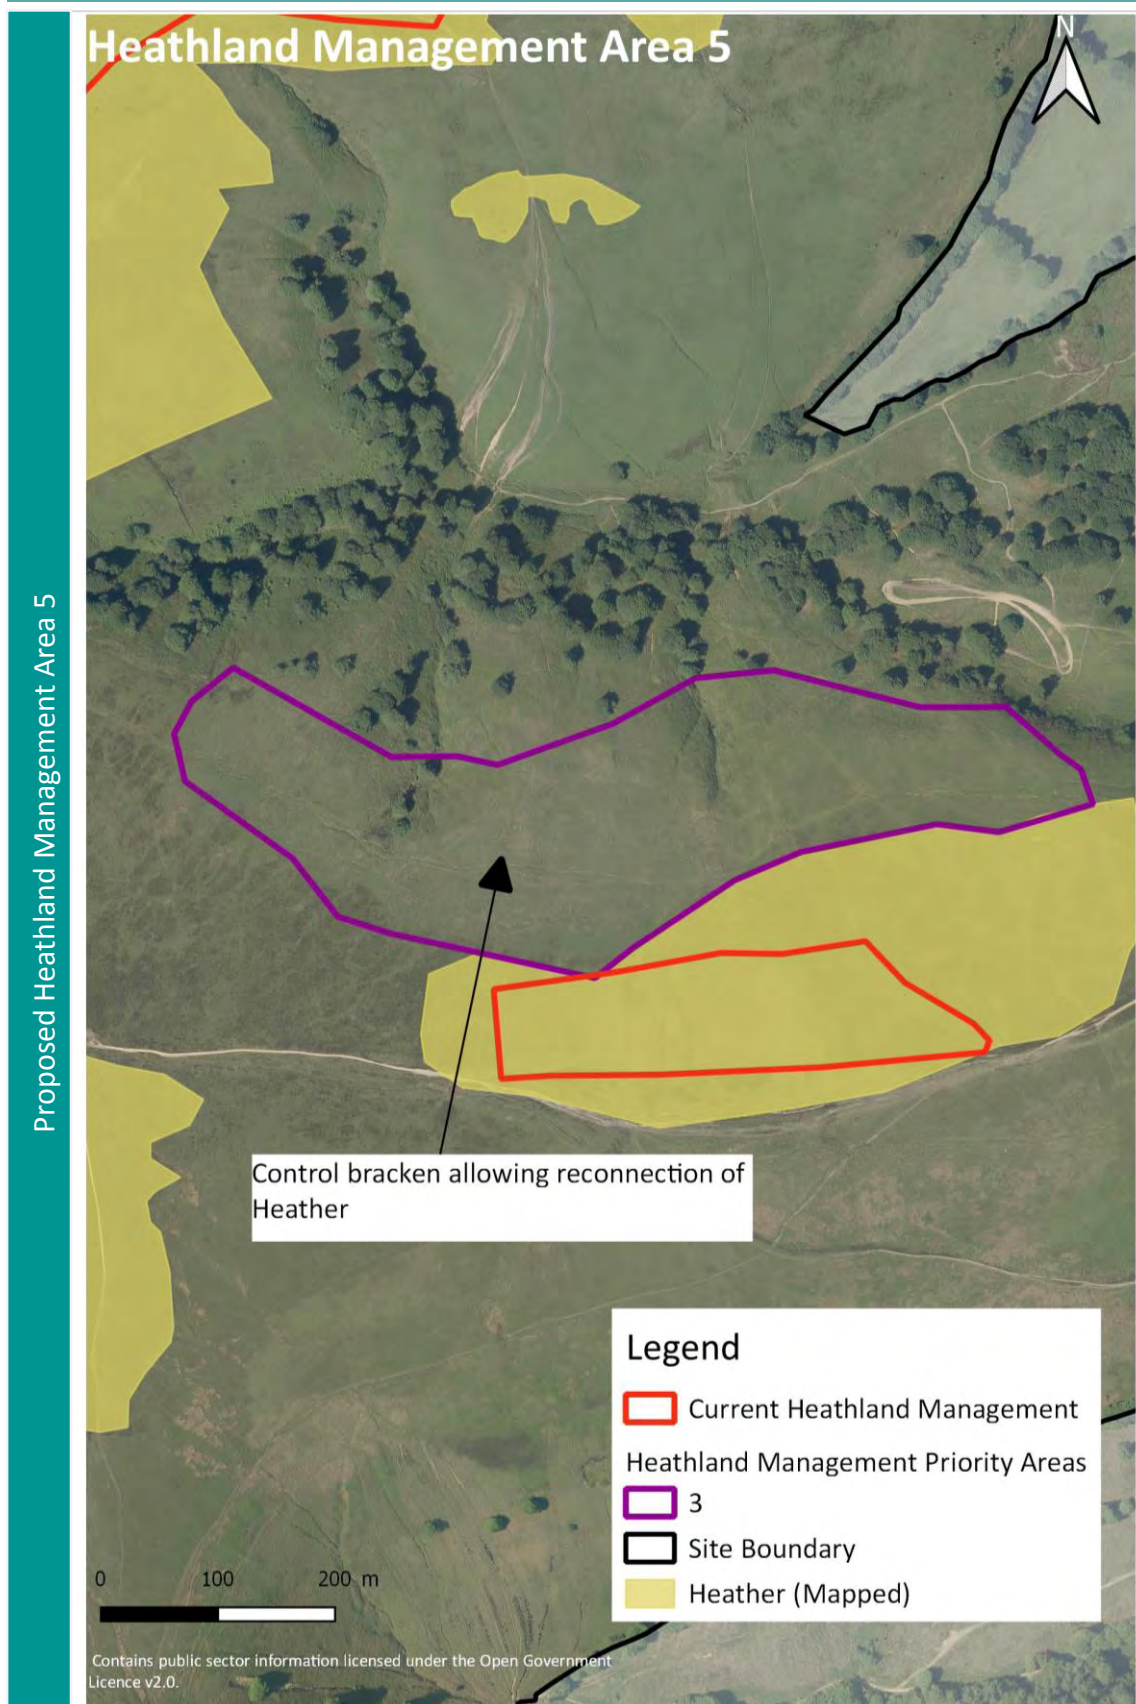 Proposed Heathland Management Area 5
Heathland Management Area 5
N
Control bracken allowing reconnection of
Heather
Legend
Current Heathland Management
Heathland Management Priority Areas
3
Site Boundary
Heather (Mapped)
0 100 200 m
Contains public sector information licensed under the Open Government
Licence v2.0.